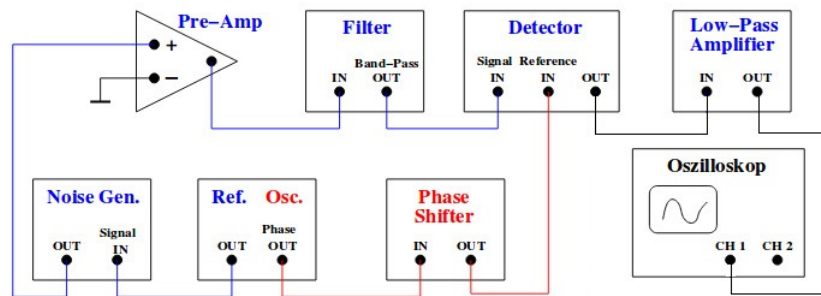 Pre-Amp
+
-
Filter
Band-Pass
IN OUT
Detector
Signal Reference
IN IN OUT
Low-Pass
Amplifier
IN OUT
Noise Gen.
Signal
OUT IN
Ref. Osc.
Phase
OUT OUT
Phase
Shifter
IN OUT
Oszilloskop
CH 1 CH 2